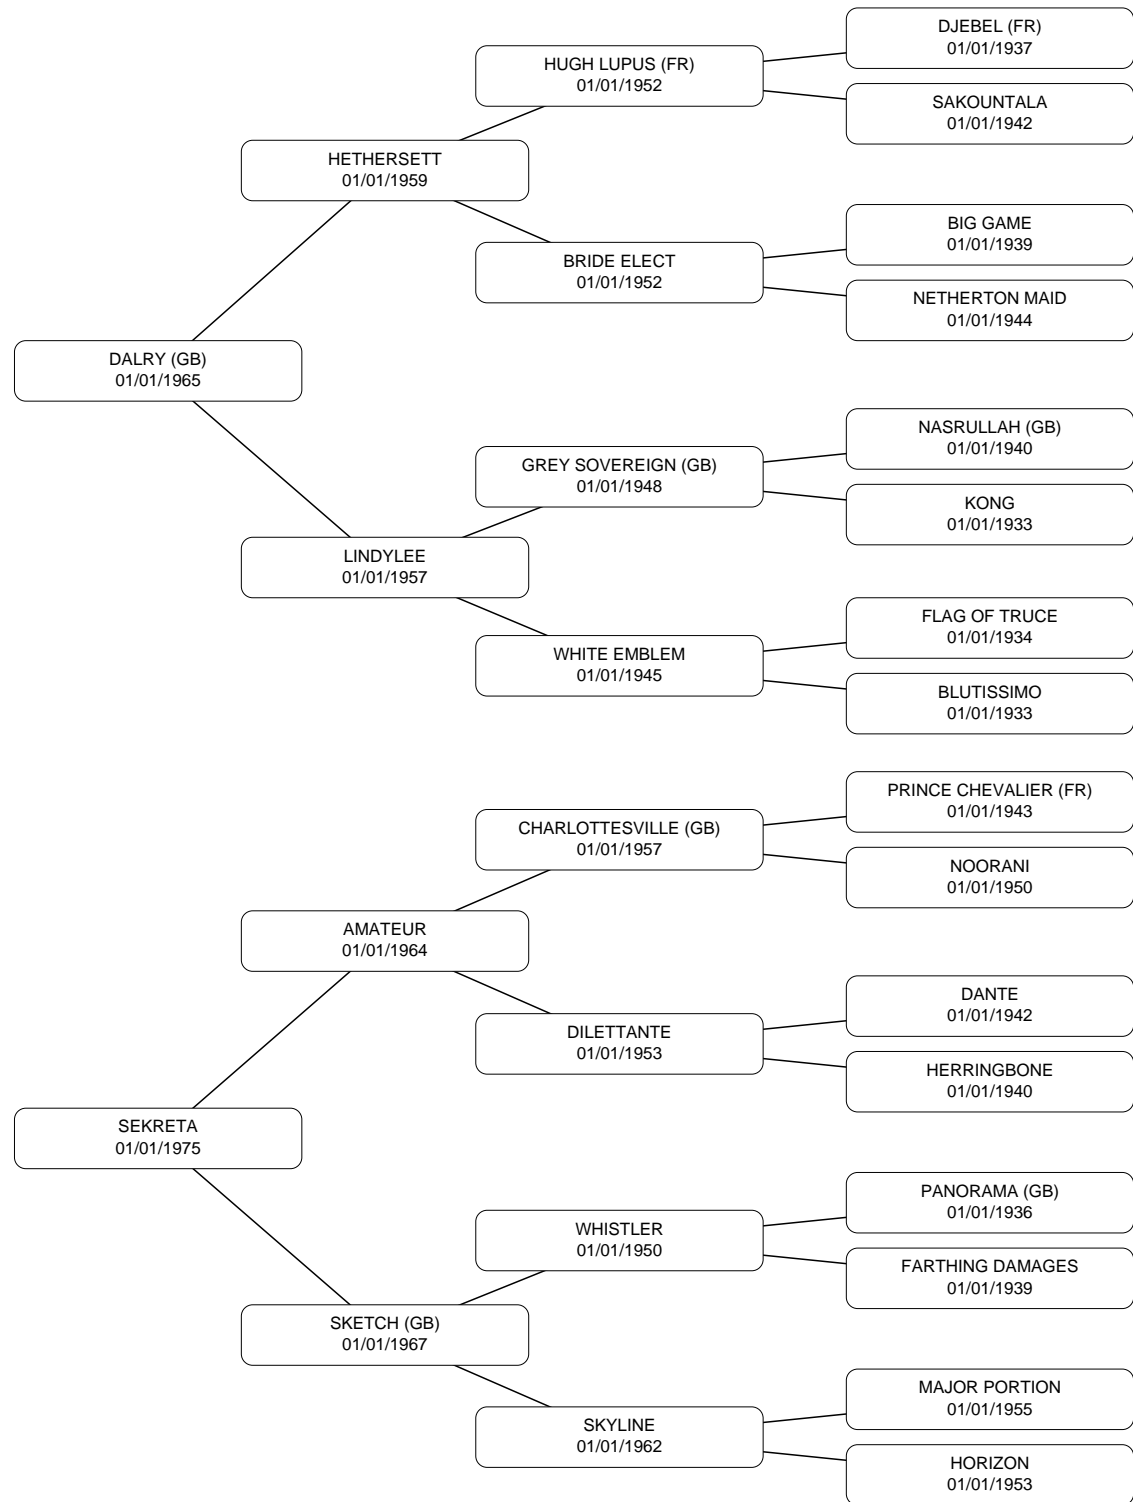 DJEBEL (FR)
01/01/1937
HUGH LUPUS (FR)
01/01/1952
SAKOUNTALA
01/01/1942
HETHERSETT
01/01/1959
BIG GAME
01/01/1939
BRIDE ELECT
01/01/1952
NETHERTON MAID
01/01/1944
DALRY (GB)
01/01/1965
NASRULLAH (GB)
01/01/1940
GREY SOVEREIGN (GB)
01/01/1948
KONG
01/01/1933
LINDYLEE
01/01/1957
FLAG OF TRUCE
01/01/1934
WHITE EMBLEM
01/01/1945
BLUTISSIMO
01/01/1933
PRINCE CHEVALIER (FR)
01/01/1943
CHARLOTTESVILLE (GB)
01/01/1957
NOORANI
01/01/1950
AMATEUR
01/01/1964
DANTE
01/01/1942
DILETTANTE
01/01/1953
HERRINGBONE
01/01/1940
SEKRETA
01/01/1975
PANORAMA (GB)
01/01/1936
WHISTLER
01/01/1950
FARTHING DAMAGES
01/01/1939
SKETCH (GB)
01/01/1967
MAJOR PORTION
01/01/1955
SKYLINE
01/01/1962
HORIZON
01/01/1953